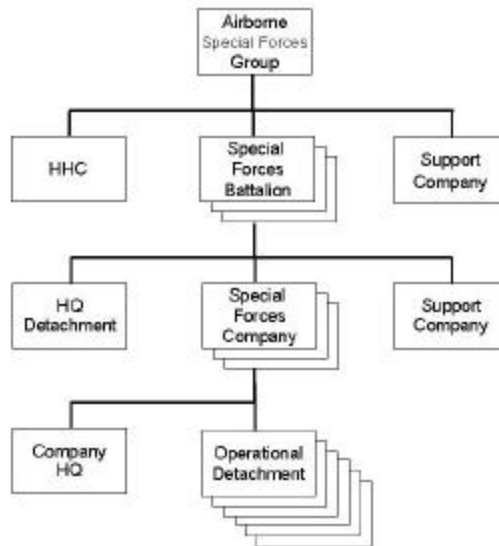 Airborne
Special Forces
Group
HHC
Special
Forces
Battalion
Support
Company
HQ
Detachment
Special
Forces
Company
Support
Company
Company
HQ
Operational
Detachment